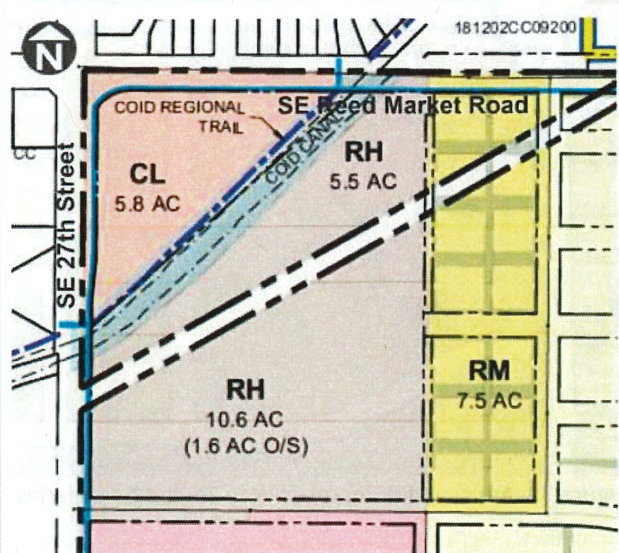 181202CC09200
N
SE Reed Market Road
COID REGIONAL
TRAIL
COID CANAL
CC
CL
5.8 AC
RH
5.5 AC
SE 27th Street
RH
10.6 AC
(1.6 AC O/S)
RM
7.5 AC